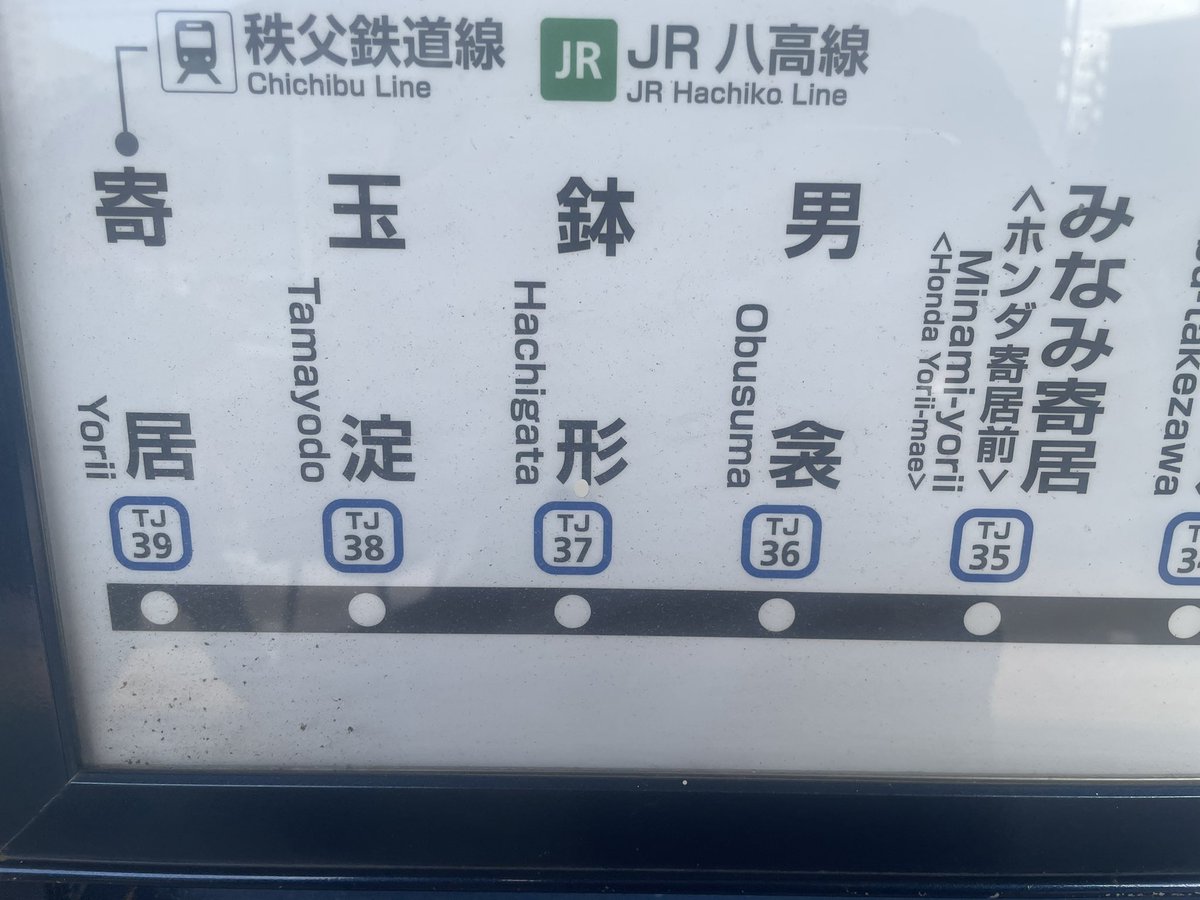 秩父鉄道線
Chichibu Line
JR
JR 八高線
JR Hachiko Line
寄居
Yorii
TJ
39
玉淀
Tamayodo
TJ
38
鉢形
Hachigata
TJ
37
男衾
Obusuma
TJ
36
みなみ寄居
<ホンダ寄居前>
Minami-yorii
<Honda Yorii-mae>
TJ
35
-takezawa